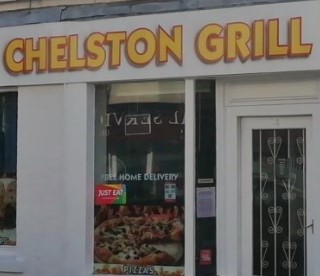 CHELSTON GRILL
FREE HOME DELIVERY
JUST EAT
PIZZAS